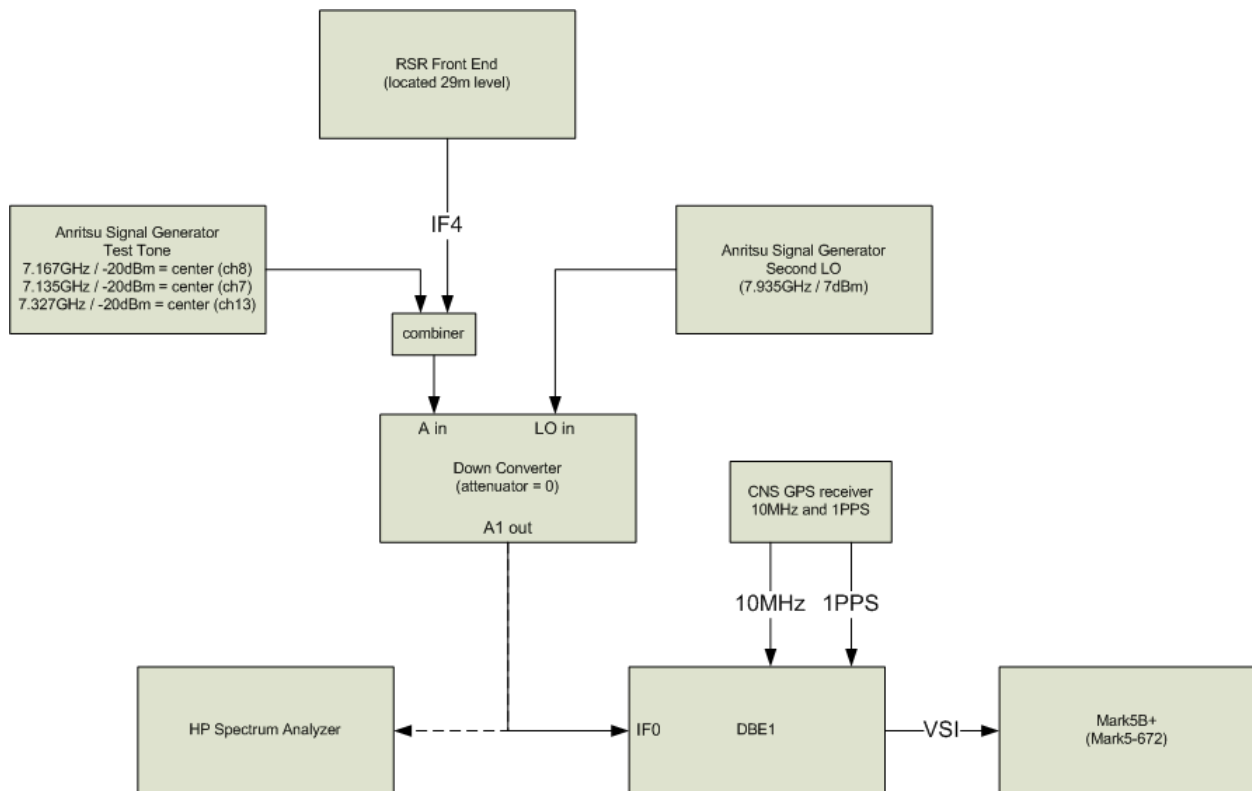 RSR Front End
(located 29m level)
IF4
Anritsu Signal Generator
Test Tone
7.167GHz / -20dBm = center (ch8)
7.135GHz / -20dBm = center (ch7)
7.327GHz / -20dBm = center (ch13)
Anritsu Signal Generator
Second LO
(7.935GHz / 7dBm)
combiner
A in
LO in
Down Converter
(attenuator = 0)
A1 out
CNS GPS receiver
10MHz and 1PPS
10MHz
1PPS
HP Spectrum Analyzer
IF0
DBE1
VSI
Mark5B+
(Mark5-672)